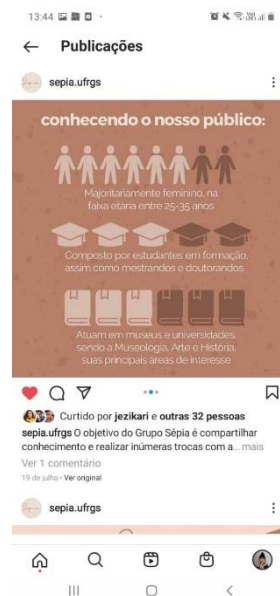 13:44
Publicações
sepia.ufrgs
conhecendo o nosso público:
Majoritariamente feminino, na
faixa etária entre 25-35 anos
Composto por estudantes em formação,
assim como mestrandos e doutorandos
Atuam em museus e universidades,
sendo a Museologia, Arte e História,
suas principais áreas de interesse
Curtido por jezikari e outras 32 pessoas
sepia.ufrgs O objetivo do Grupo Sépia é compartilhar
conhecimento e realizar inúmeras trocas com a... mais
Ver 1 comentário
19 de julho • Ver original
sepia.ufrgs